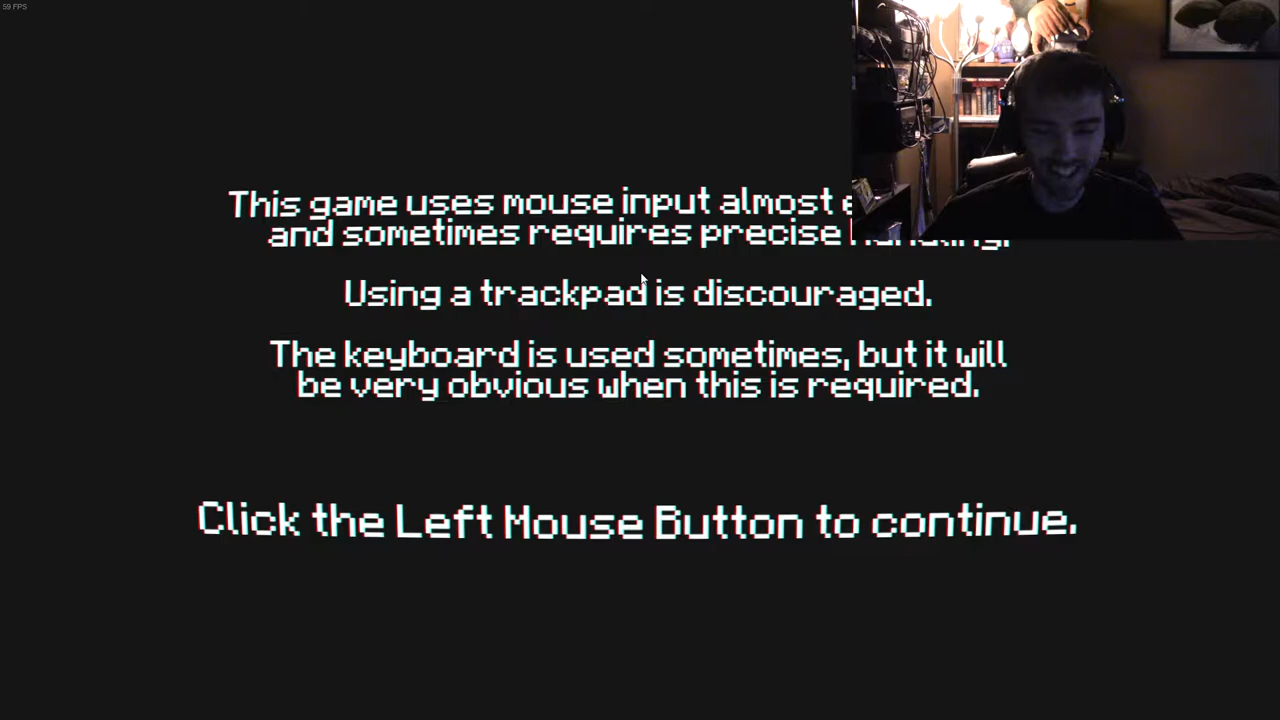 59 FPS
This game uses mouse input almost
and sometimes requires precise
Using a trackpad is discouraged.
The keyboard is used sometimes, but it will
be very obvious when this is required.
Click the Left Mouse Button to continue.